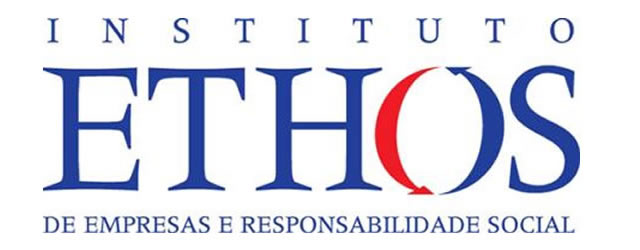 INSTITUTO
ETHOS
DE EMPRESAS E RESPONSABILIDADE SOCIAL